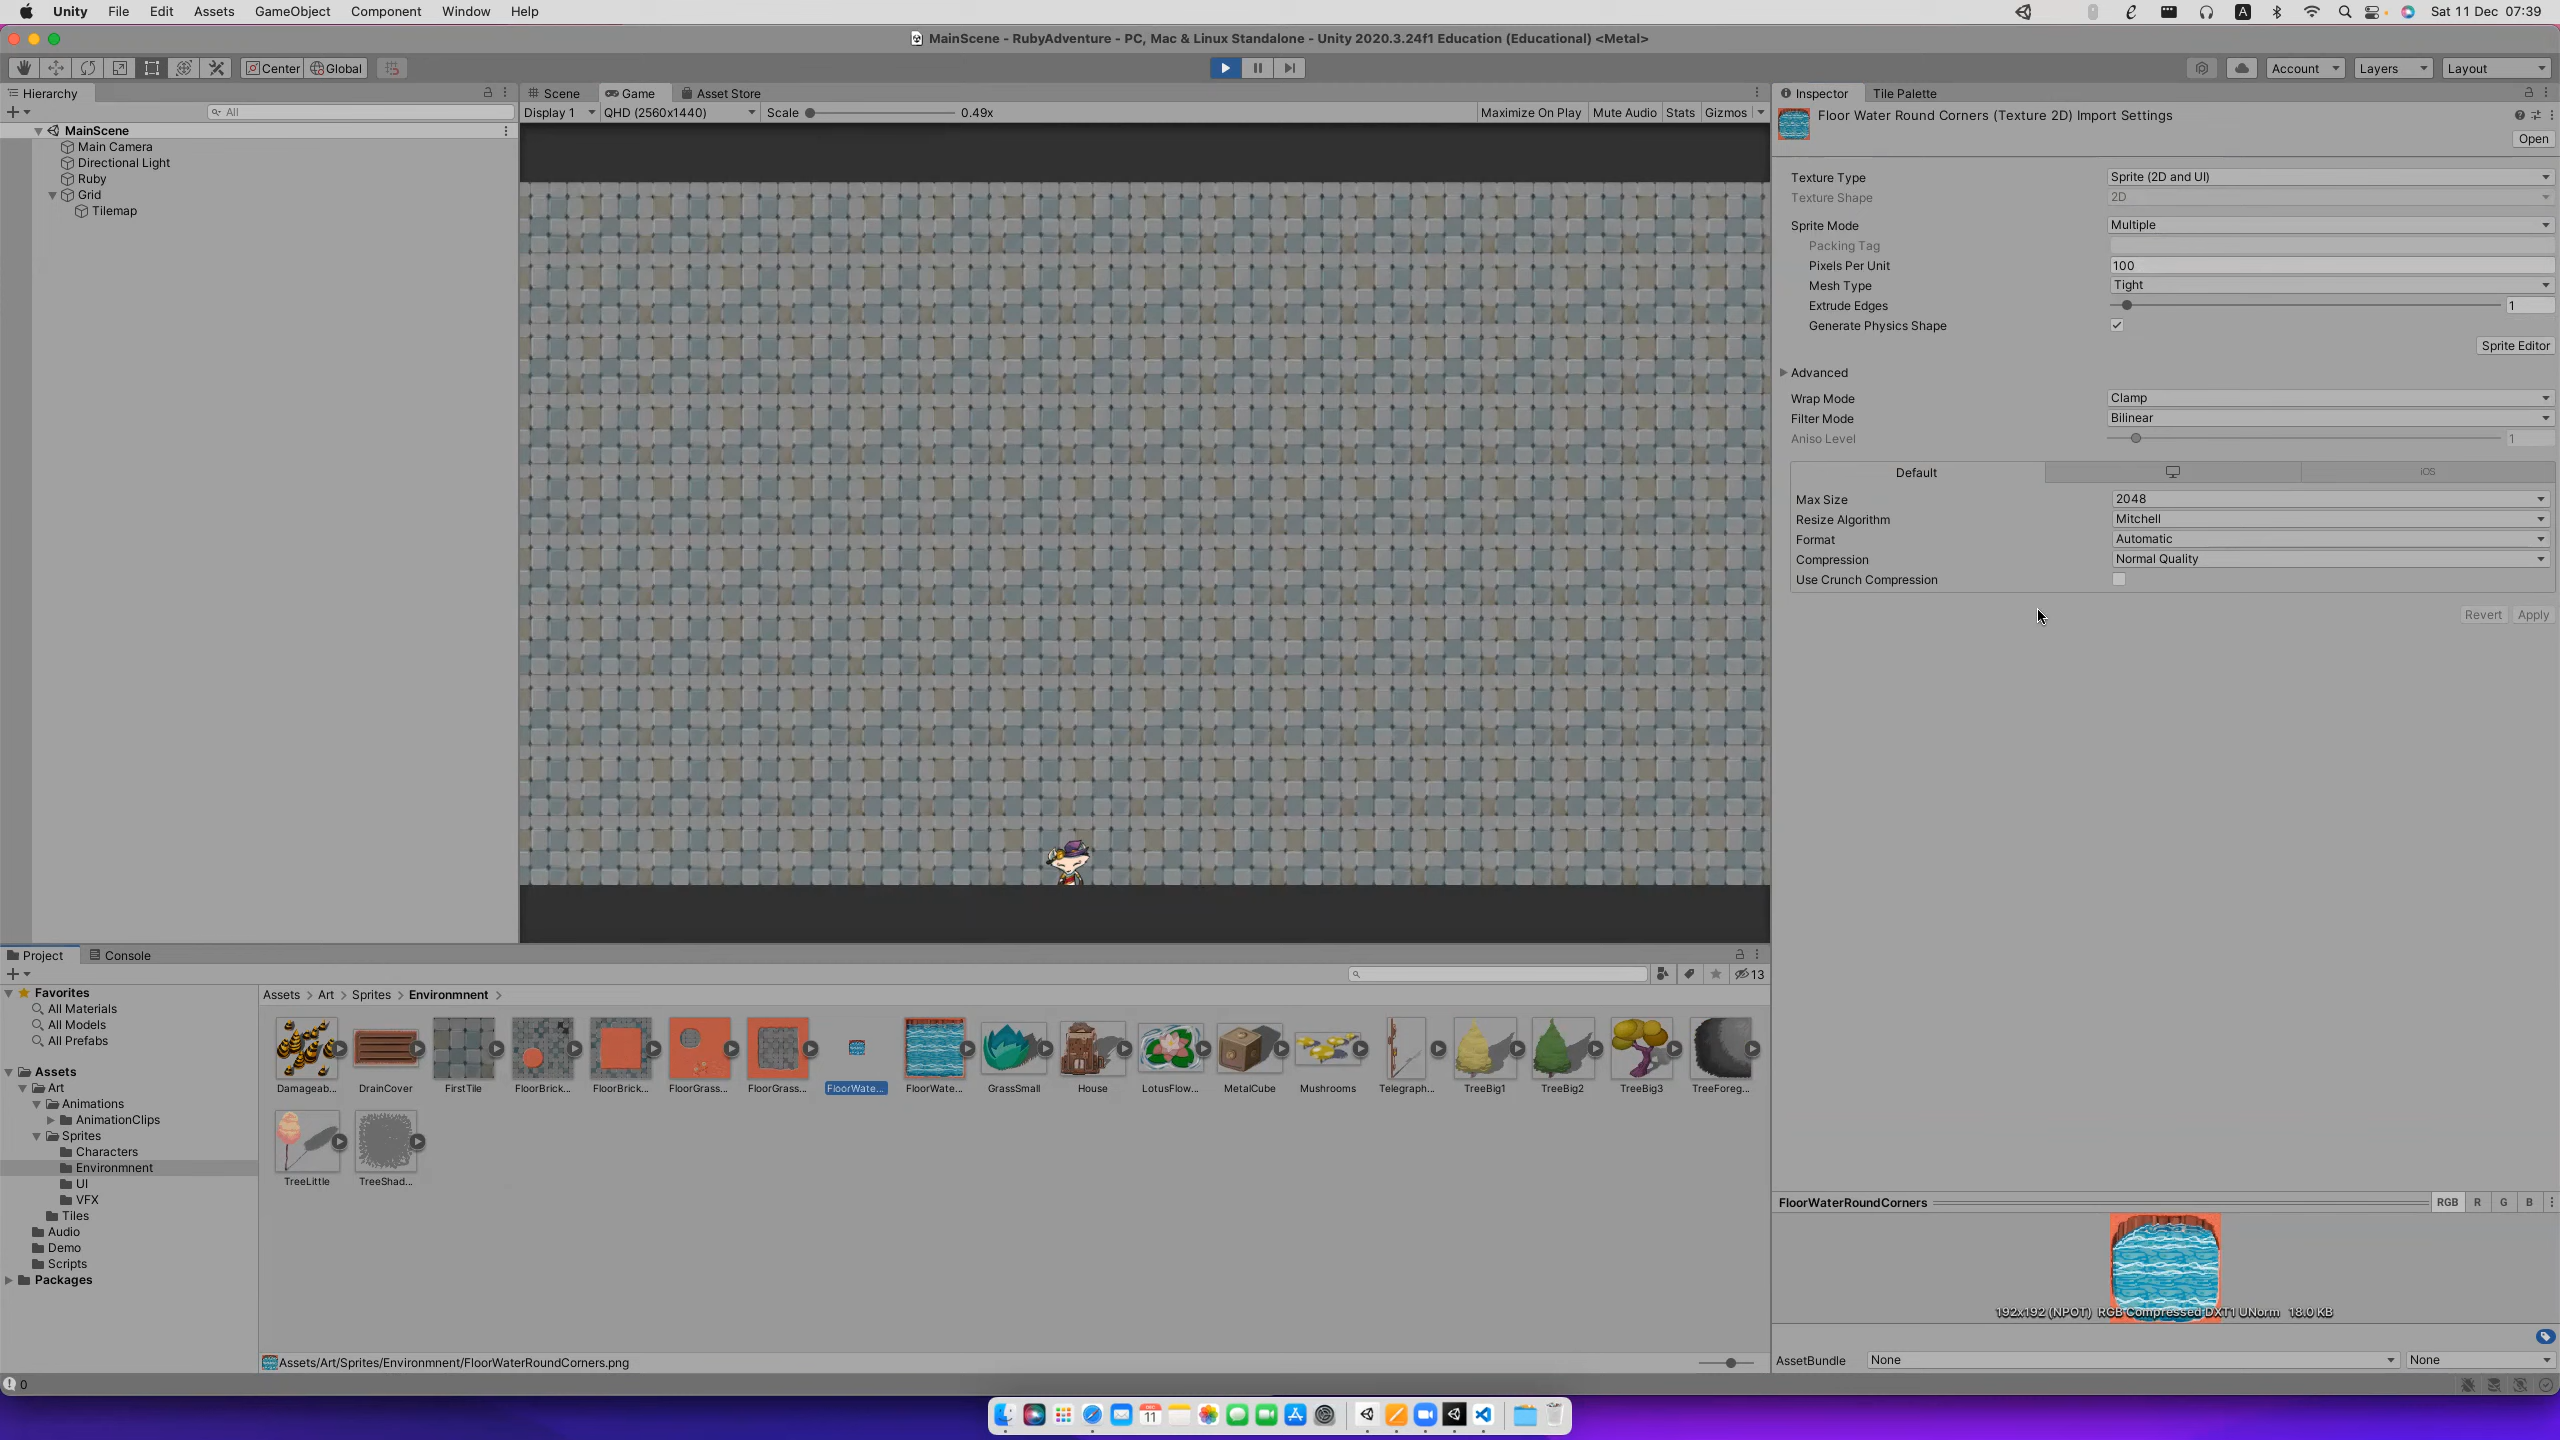 Unity File Edit Assets GameObject Component Window Help
A Sat 11 Dec 07:39
MainScene - RubyAdventure - PC, Mac & Linux Standalone - Unity 2020.3.24f1 Education (Educational) <Metal>
Center Global Account Layers Layout
Hierarchy
All
MainScene
Main Camera
Directional Light
Ruby
Grid
Tilemap
Scene Game Asset Store
Display 1 QHD (2560x1440) Scale 0.49x Maximize On Play Mute Audio Stats Gizmos
Inspector Tile Palette
Floor Water Round Corners (Texture 2D) Import Settings
Open
Texture Type Sprite (2D and UI)
Texture Shape 2D
Sprite Mode Multiple
Packing Tag
Pixels Per Unit 100
Mesh Type Tight
Extrude Edges 1
Generate Physics Shape
Sprite Editor
Advanced
Wrap Mode Clamp
Filter Mode Bilinear
Aniso Level 1
Default iOS
Max Size 2048
Resize Algorithm Mitchell
Format Automatic
Compression Normal Quality
Use Crunch Compression
Revert Apply
Project Console
13
Favorites
All Materials
All Models
All Prefabs
Assets
Art
Animations
AnimationClips
Sprites
Characters
Environmnent
UI
VFX
Tiles
Audio
Demo
Scripts
Packages
Assets > Art > Sprites > Environmnent >
Damageab... DrainCover FirstTile FloorBrick... FloorBrick... FloorGrass... FloorGrass... FloorWate... FloorWate... GrassSmall House LotusFlow... MetalCube Mushrooms Telegraph... TreeBig1 TreeBig2 TreeBig3 TreeForeg...
TreeLittle TreeShad...
Assets/Art/Sprites/Environmnent/FloorWaterRoundCorners.png
FloorWaterRoundCorners RGB R G B
192x192 (NPOT) RGB Compressed DXT1 UNorm 18.0 KB
AssetBundle None None
0
DEC
11